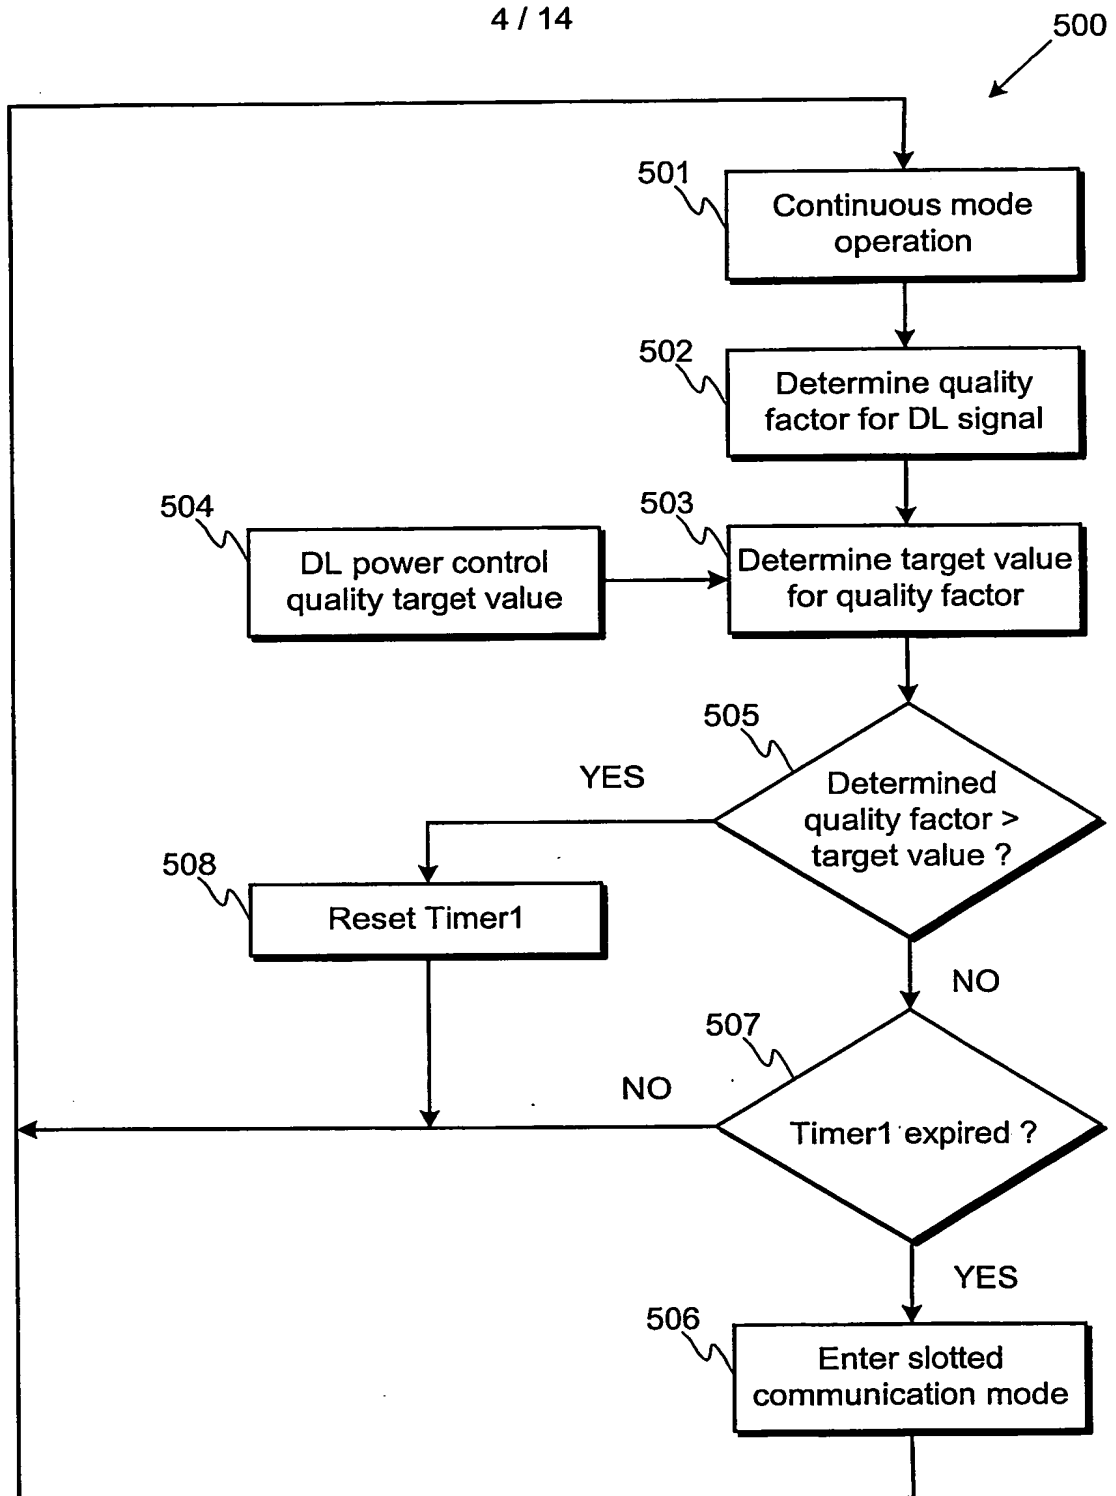 4 / 14
500
501
Continuous mode
operation
502
Determine quality
factor for DL signal
504
DL power control
quality target value
503
Determine target value
for quality factor
505
Determined
quality factor >
target value ?
YES
508
Reset Timer1
NO
507
Timer1 expired ?
NO
YES
506
Enter slotted
communication mode